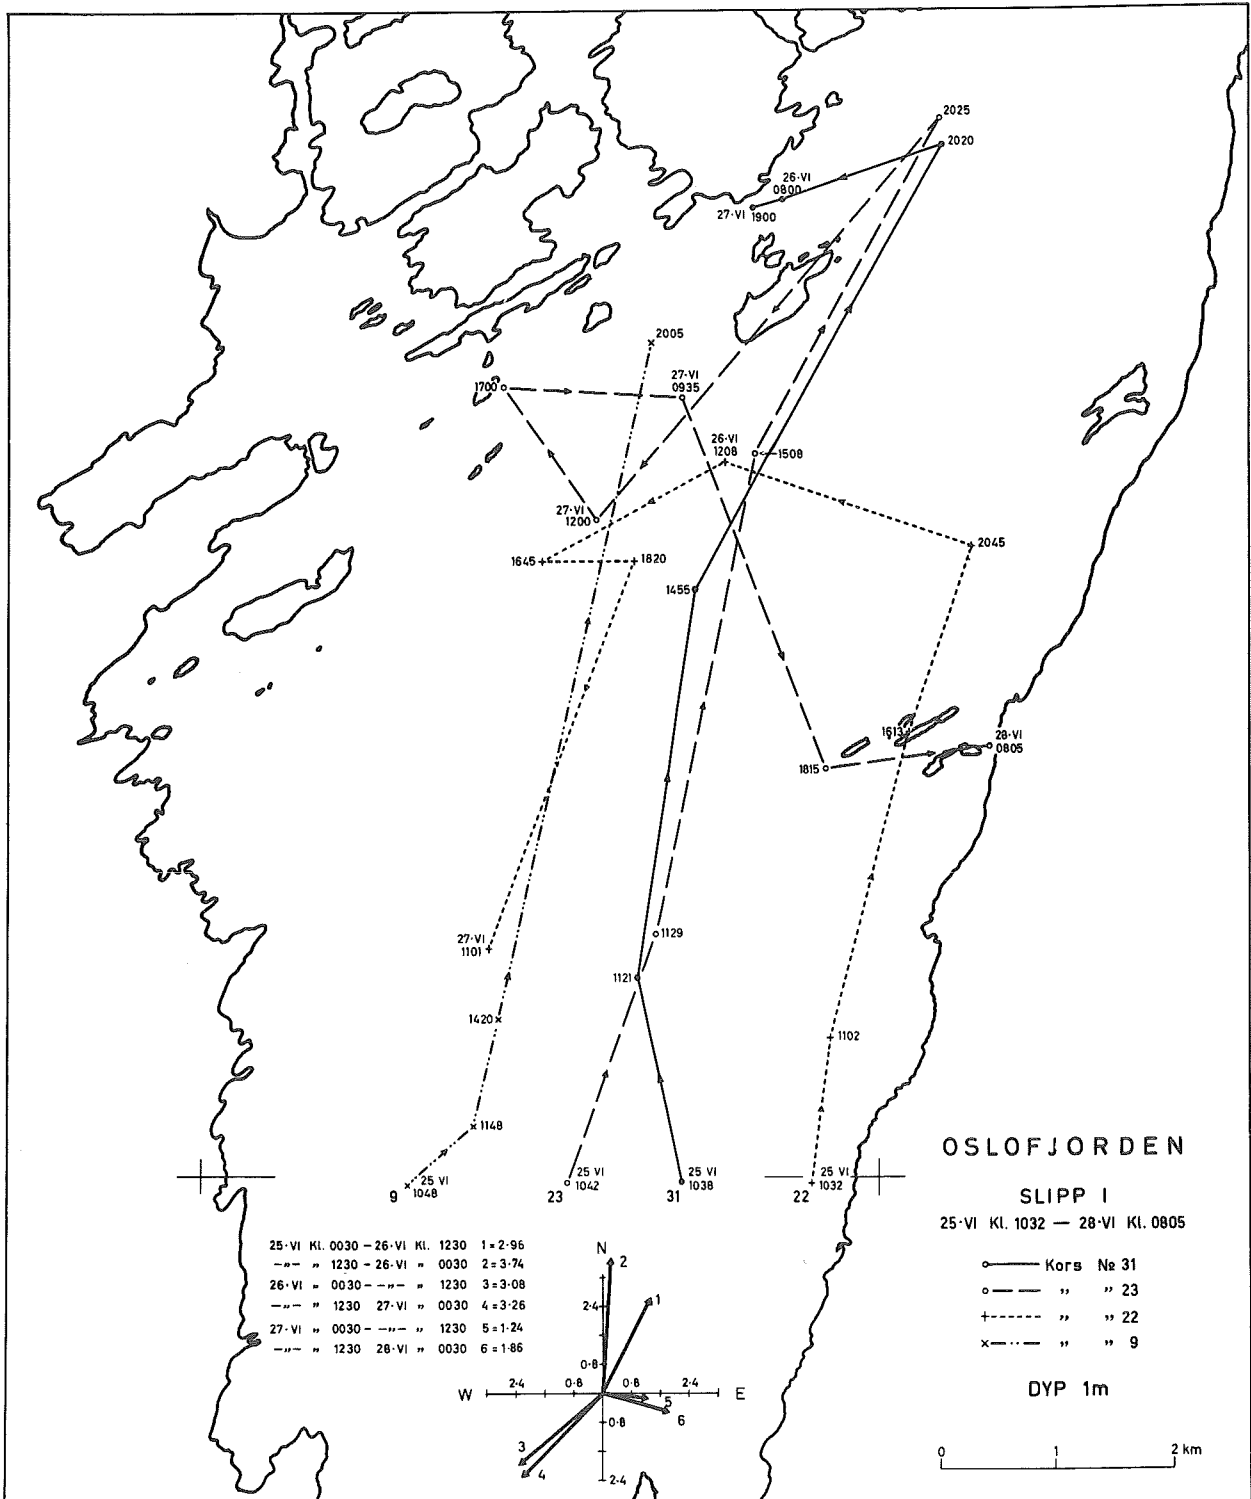 2025
2020
26·VI
0800
27·VI 1900
2005
1700
27·VI
0935
26·VI
1208
1508
27·VI
1200
2045
1645
1820
1455
1613
28·VI
0805
1815
1129
27·VI
1101
1121
1420
1102
1148
25 VI
1048
9
25 VI
1042
23
25 VI
1038
31
25 VI
1032
22
OSLOFJORDEN
SLIPP I
25·VI Kl. 1032 — 28·VI Kl. 0805
Kors № 31
„ „ 23
„ „ 22
„ „ 9
DYP 1m
0 1 2 km
25·VI Kl. 0030 – 26·VI Kl. 1230 1 = 2·96
—„— „ 1230 – 26·VI „ 0030 2 = 3·74
26·VI „ 0030 – —„— „ 1230 3 = 3·08
—„— „ 1230 27·VI „ 0030 4 = 3·26
27·VI „ 0030 – —„— „ 1230 5 = 1·24
—„— „ 1230 28·VI „ 0030 6 = 1·86
N
2
1
2·4
0·8
W 2·4 0·8 0·8 2·4 E
5
6
0·8
3
4
2·4